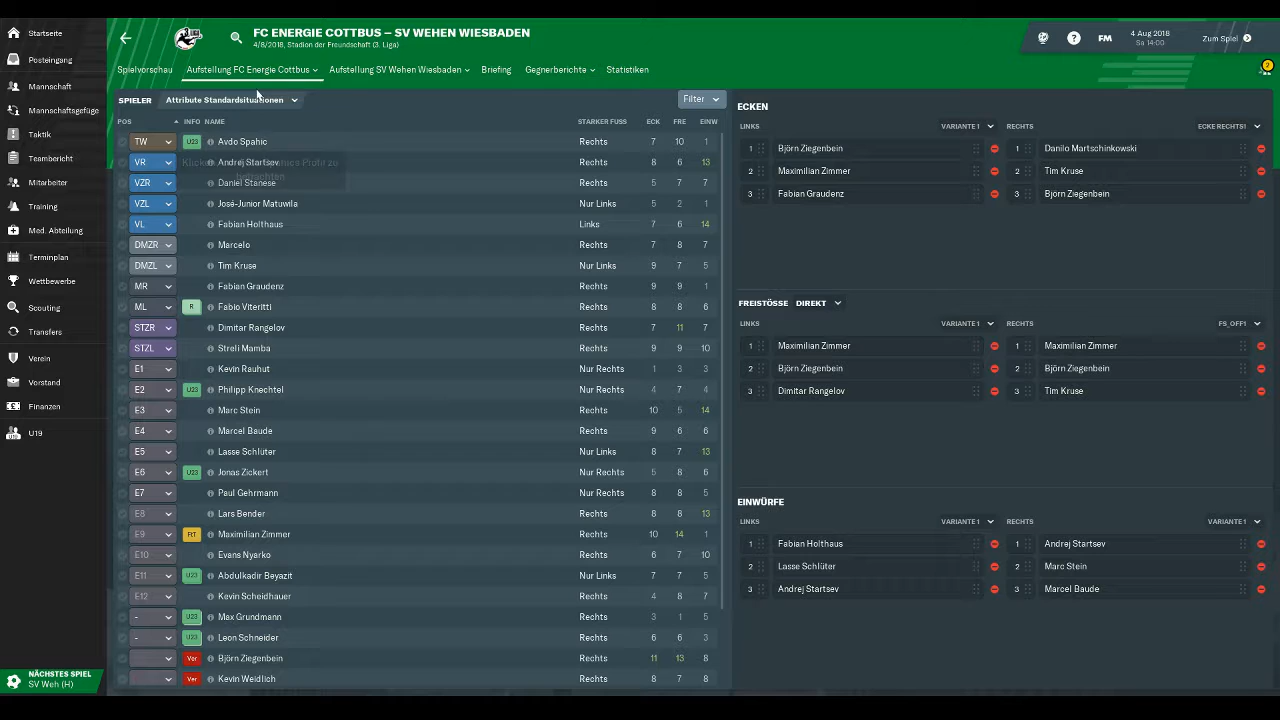 Startseite
Posteingang
Mannschaft
Mannschaftsgefüge
Taktik
Teambericht
Mitarbeiter
Training
Med. Abteilung
Terminplan
Wettbewerbe
Scouting
Transfers
Verein
Vorstand
Finanzen
U19
NÄCHSTES SPIEL
SV Weh (H)
FC ENERGIE COTTBUS – SV WEHEN WIESBADEN
4/8/2018, Stadion der Freundschaft (3. Liga)
FM
4 Aug 2018
Sa 14:00
Zum Spiel
2
Spielvorschau Aufstellung FC Energie Cottbus Aufstellung SV Wehen Wiesbaden Briefing Gegnerberichte Statistiken
SPIELER Attribute Standardsituationen Filter
POS INFO NAME STARKER FUSS ECK FRE EINW
TW U23 Avdo Spahic Rechts 7 10 1
VR Andrej Startsev Rechts 8 6 13
VZR Daniel Stanese Rechts 5 7 7
VZL José-Junior Matuwila Nur Links 5 2 1
VL Fabian Holthaus Links 7 6 14
DMZR Marcelo Rechts 7 8 7
DMZL Tim Kruse Nur Links 9 7 5
MR Fabian Graudenz Rechts 9 9 1
ML R Fabio Viteritti Rechts 8 8 6
STZR Dimitar Rangelov Rechts 7 11 7
STZL Streli Mamba Rechts 9 9 10
E1 Kevin Rauhut Nur Rechts 1 3 3
E2 U23 Philipp Knechtel Nur Rechts 4 7 4
E3 Marc Stein Rechts 10 5 14
E4 Marcel Baude Rechts 9 6 6
E5 Lasse Schlüter Nur Links 8 7 13
E6 U23 Jonas Zickert Nur Rechts 5 8 6
E7 Paul Gehrmann Nur Rechts 8 8 5
E8 Lars Bender Nur Rechts 8 8 13
E9 RT Maximilian Zimmer Rechts 10 14 1
E10 Evans Nyarko Rechts 6 7 10
E11 U23 Abdulkadir Beyazit Nur Links 7 7 5
E12 Kevin Scheidhauer Rechts 4 8 7
- U23 Max Grundmann Rechts 3 1 5
- U23 Leon Schneider Rechts 6 6 3
Ver Björn Ziegenbein Rechts 11 13 8
Ver Kevin Weidlich Rechts 8 7 8
ECKEN
LINKS VARIANTE 1 RECHTS ECKE RECHTS1
1 Björn Ziegenbein 1 Danilo Martschinkowski
2 Maximilian Zimmer 2 Tim Kruse
3 Fabian Graudenz 3 Björn Ziegenbein
FREISTÖSSE DIREKT
LINKS VARIANTE 1 RECHTS FS_OFF1
1 Maximilian Zimmer 1 Maximilian Zimmer
2 Björn Ziegenbein 2 Björn Ziegenbein
3 Dimitar Rangelov 3 Tim Kruse
EINWÜRFE
LINKS VARIANTE 1 RECHTS VARIANTE 1
1 Fabian Holthaus 1 Andrej Startsev
2 Lasse Schlüter 2 Marc Stein
3 Andrej Startsev 3 Marcel Baude